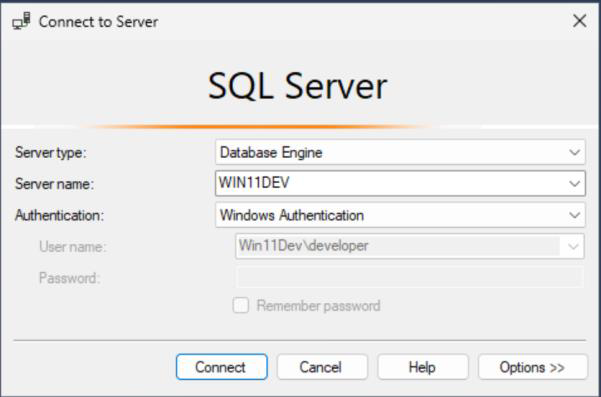 Connect to Server
SQL Server
Server type: Database Engine
Server name: WIN11DEV
Authentication: Windows Authentication
User name: Win11Dev\developer
Password:
Remember password
Connect Cancel Help Options >>